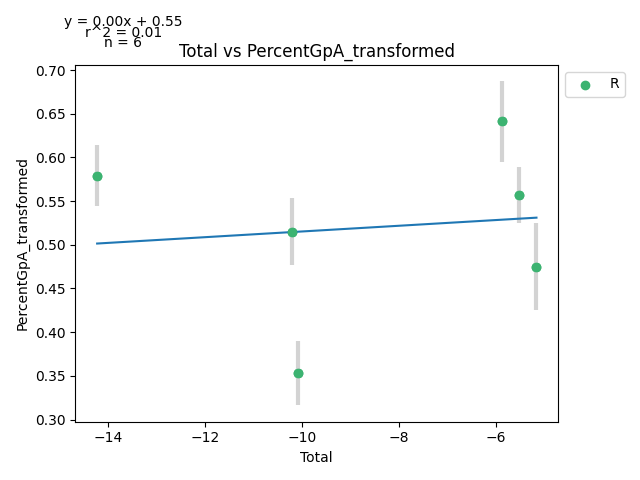 y = 0.00x + 0.55
r^2 = 0.01
n = 6
Total vs PercentGpA_transformed
R
PercentGpA_transformed
0.70
0.65
0.60
0.55
0.50
0.45
0.40
0.35
0.30
−14
−12
−10
−8
−6
Total